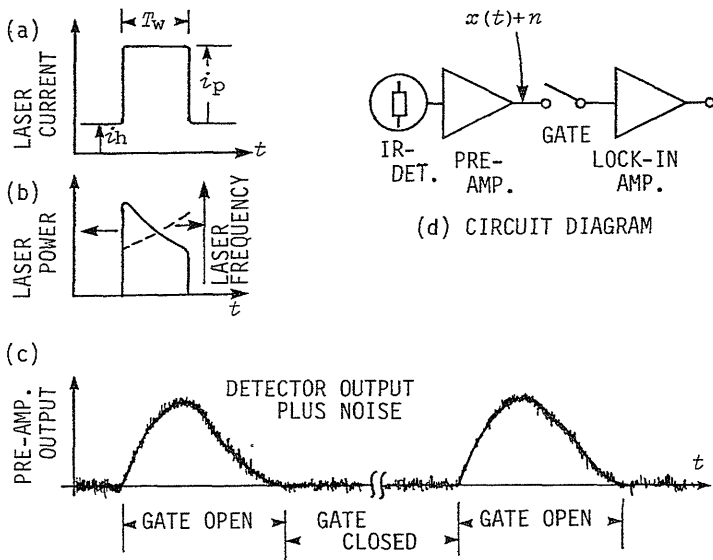 (a)
LASER
CURRENT
Tw
ip
ih
t
(b)
LASER
POWER
LASER
FREQUENCY
t
x(t)+n
IR-
DET.
PRE-
AMP.
GATE
LOCK-IN
AMP.
(d) CIRCUIT DIAGRAM
(c)
PRE-AMP.
OUTPUT
DETECTOR OUTPUT
PLUS NOISE
t
GATE OPEN
GATE
CLOSED
GATE OPEN